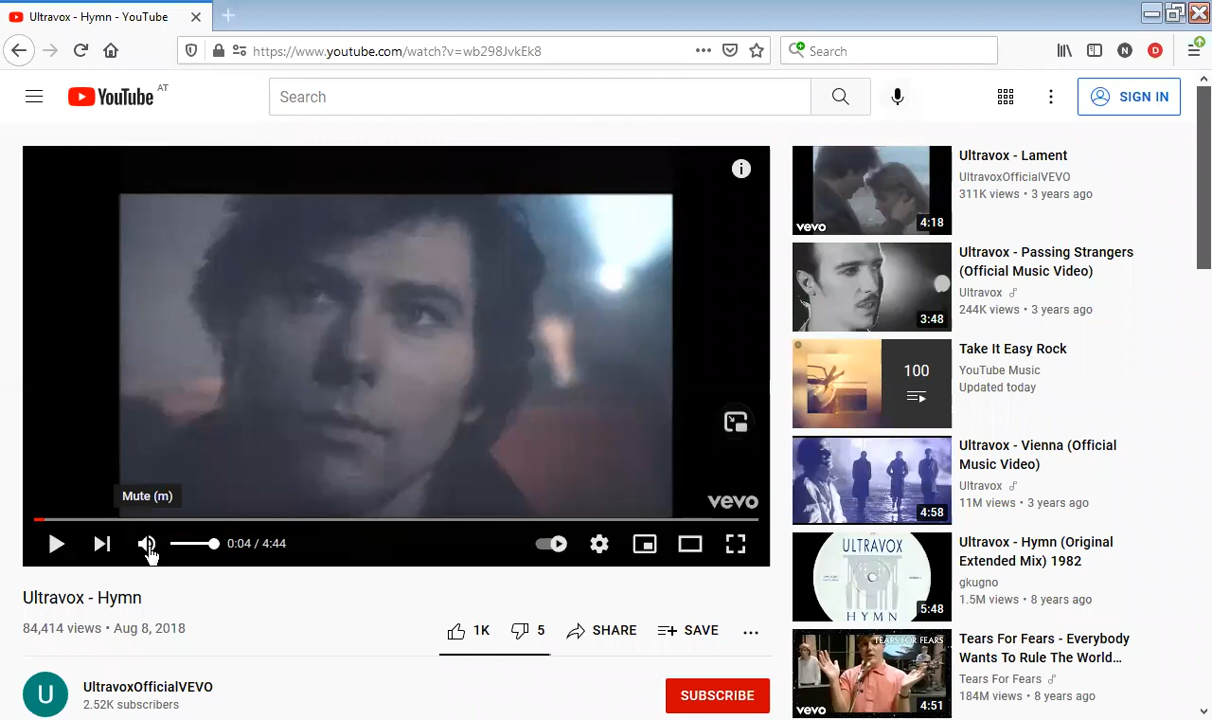 Ultravox - Hymn - YouTube
https://www.youtube.com/watch?v=wb298JvkEk8
Search
N
D
YouTube AT
Search
SIGN IN
vevo
Mute (m)
0:04 / 4:44
Ultravox - Hymn
84,414 views • Aug 8, 2018
1K
5
SHARE
SAVE
U
UltravoxOfficialVEVO
2.52K subscribers
SUBSCRIBE
vevo
4:18
Ultravox - Lament
UltravoxOfficialVEVO
311K views • 3 years ago
3:48
Ultravox - Passing Strangers
(Official Music Video)
Ultravox
244K views • 3 years ago
100
Take It Easy Rock
YouTube Music
Updated today
4:58
Ultravox - Vienna (Official
Music Video)
Ultravox
11M views • 3 years ago
ULTRAVOX
HYMN
5:48
Ultravox - Hymn (Original
Extended Mix) 1982
gkugno
1.5M views • 8 years ago
TEARS FOR FEARS
vevo
4:51
Tears For Fears - Everybody
Wants To Rule The World...
Tears For Fears
184M views • 8 years ago